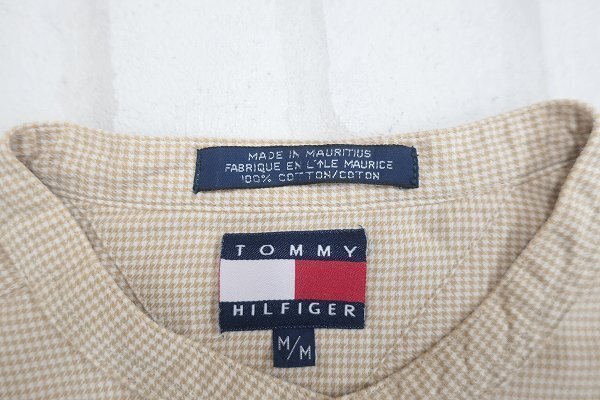 MADE IN MAURITIUS
FABRIQUE EN L'ILE MAURICE
100% COTTON/COTON
TOMMY
HILFIGER
M/M